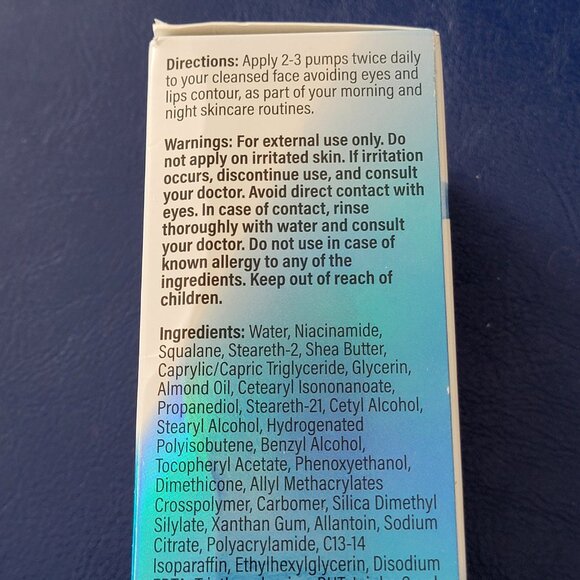 Directions: Apply 2-3 pumps twice daily
to your cleansed face avoiding eyes and
lips contour, as part of your morning and
night skincare routines.
Warnings: For external use only. Do
not apply on irritated skin. If irritation
occurs, discontinue use, and consult
your doctor. Avoid direct contact with
eyes. In case of contact, rinse
thoroughly with water and consult
your doctor. Do not use in case of
known allergy to any of the
ingredients. Keep out of reach of
children.
Ingredients: Water, Niacinamide,
Squalane, Steareth-2, Shea Butter,
Caprylic/Capric Triglyceride, Glycerin,
Almond Oil, Cetearyl Isononanoate,
Propanediol, Steareth-21, Cetyl Alcohol,
Stearyl Alcohol, Hydrogenated
Polyisobutene, Benzyl Alcohol,
Tocopheryl Acetate, Phenoxyethanol,
Dimethicone, Allyl Methacrylates
Crosspolymer, Carbomer, Silica Dimethyl
Silylate, Xanthan Gum, Allantoin, Sodium
Citrate, Polyacrylamide, C13-14
Isoparaffin, Ethylhexylglycerin, Disodium